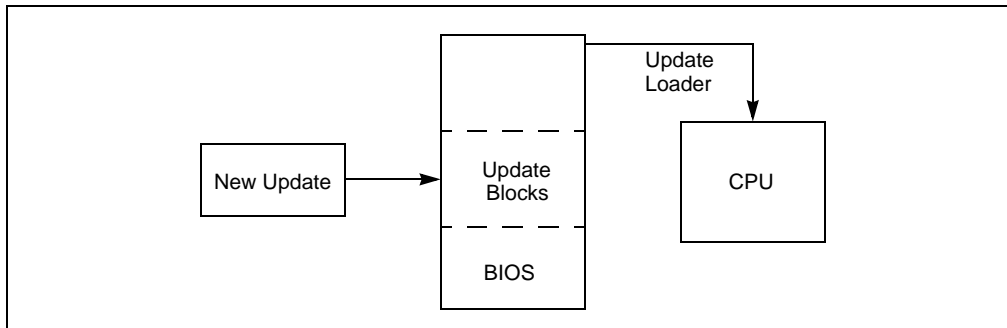 Update
Loader
New Update
Update
Blocks
CPU
BIOS